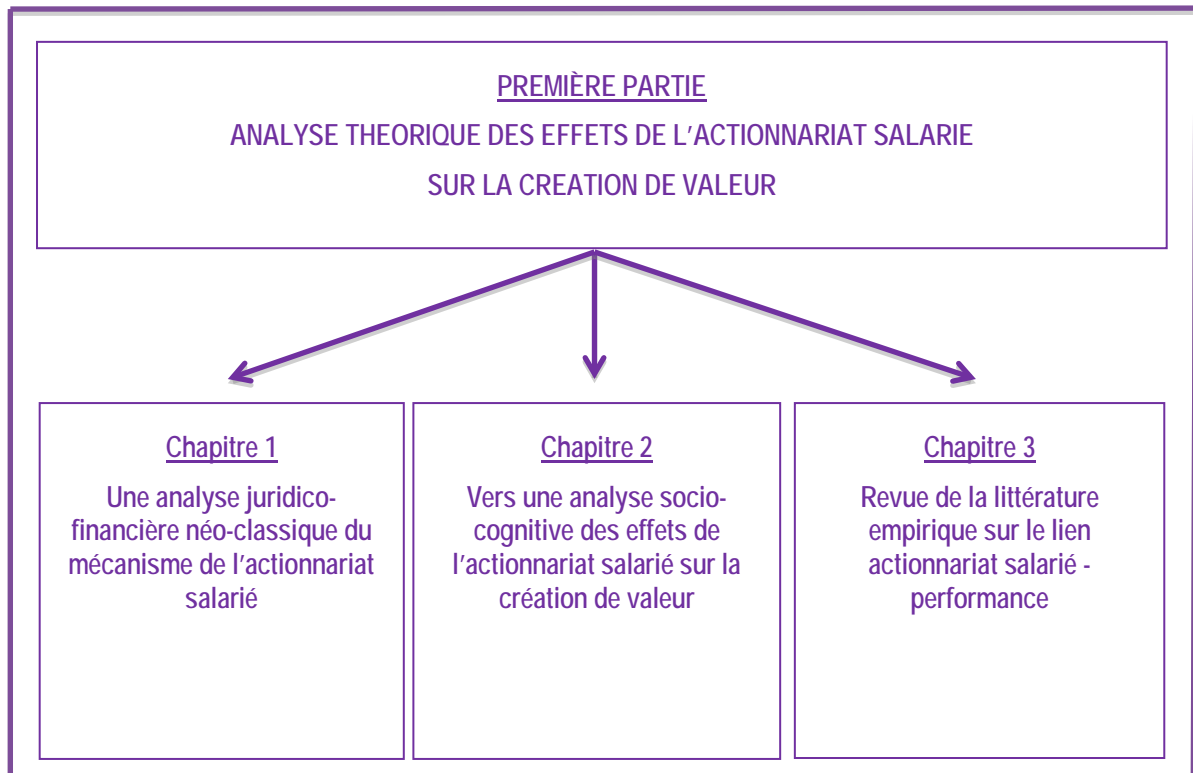 PREMIÈRE PARTIE
ANALYSE THEORIQUE DES EFFETS DE L'ACTIONNARIAT SALARIE
SUR LA CREATION DE VALEUR
Chapitre 1
Une analyse juridico-
financière néo-classique du
mécanisme de l'actionnariat
salarié
Chapitre 2
Vers une analyse socio-
cognitive des effets de
l'actionnariat salarié sur la
création de valeur
Chapitre 3
Revue de la littérature
empirique sur le lien
actionnariat salarié -
performance